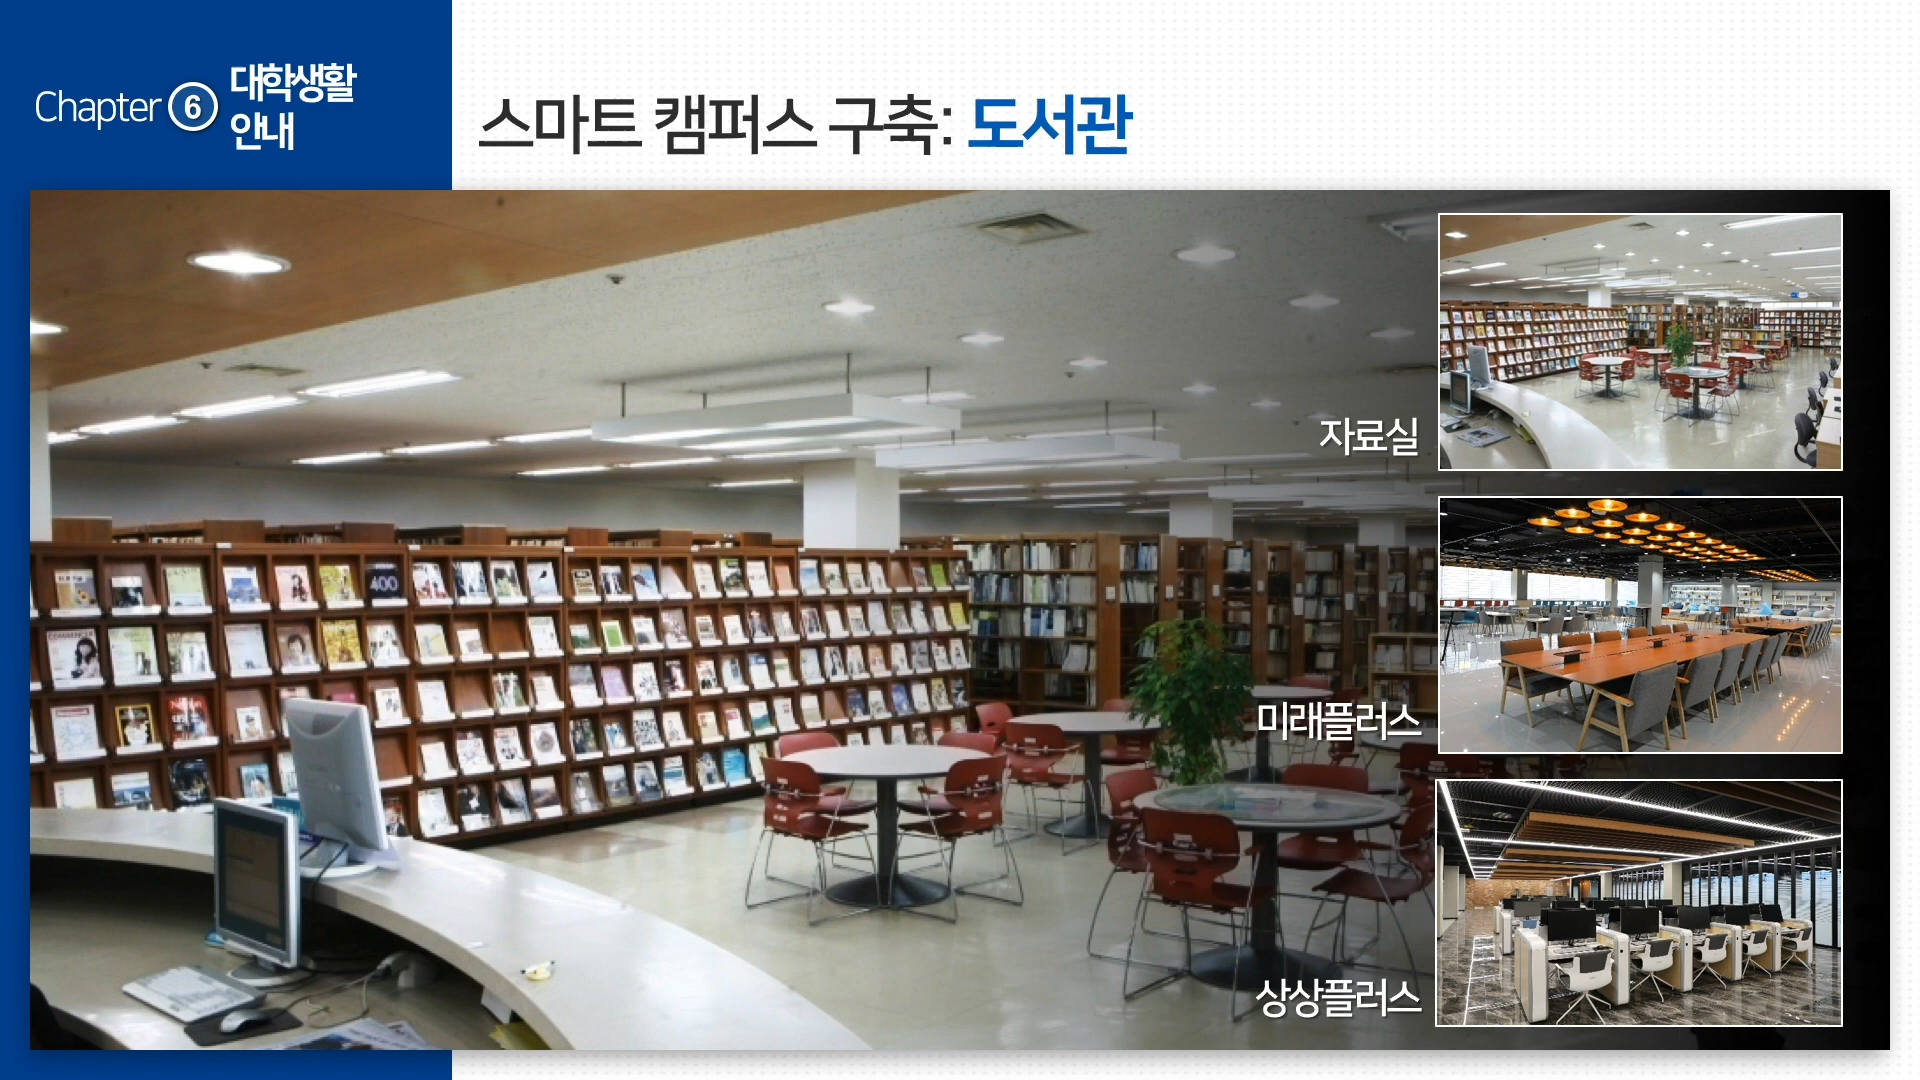 Chapter 6 대학생활
안내
스마트 캠퍼스 구축: 도서관
자료실
미래플러스
상상플러스
400